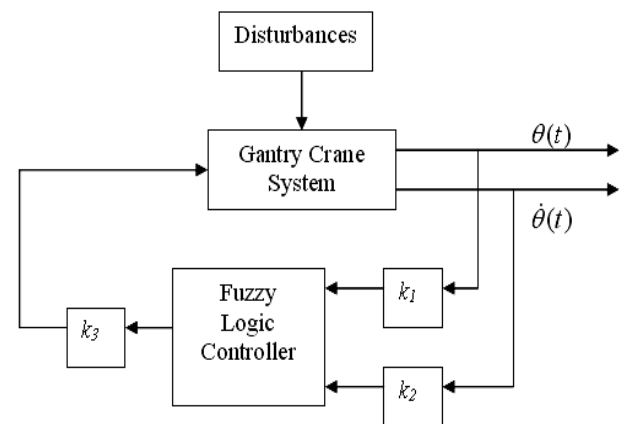 Disturbances
Gantry Crane
System
θ(t)
θ̇(t)
Fuzzy
Logic
Controller
k₁
k₂
k₃